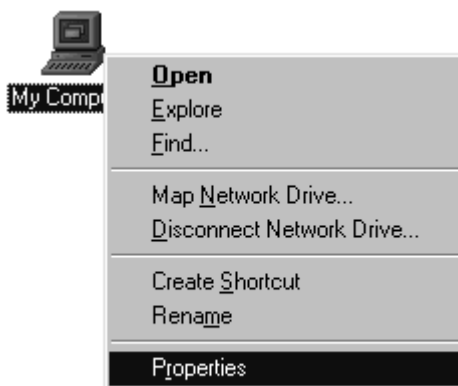 My Comp
Open
Explore
Find...
Map Network Drive...
Disconnect Network Drive...
Create Shortcut
Rename
Properties